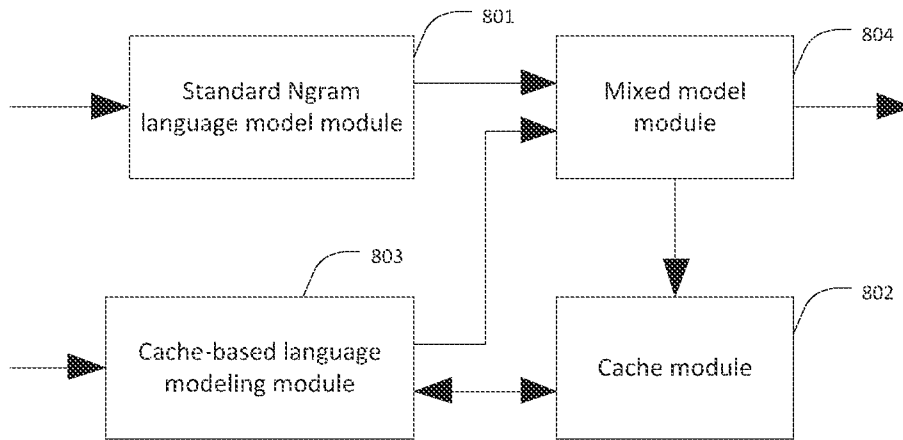 801
804
Standard Ngram
language model module
Mixed model
module
803
802
Cache-based language
modeling module
Cache module